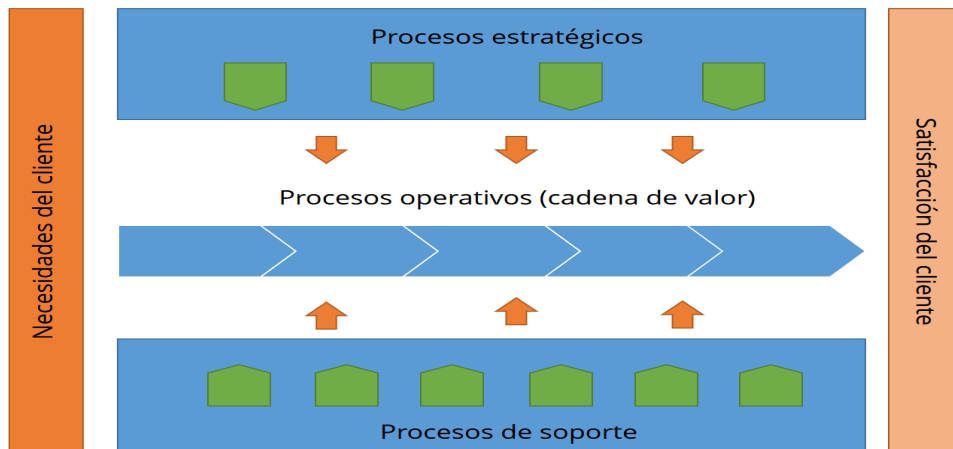 Necesidades del cliente
Procesos estratégicos
Procesos operativos (cadena de valor)
Procesos de soporte
Satisfacción del cliente